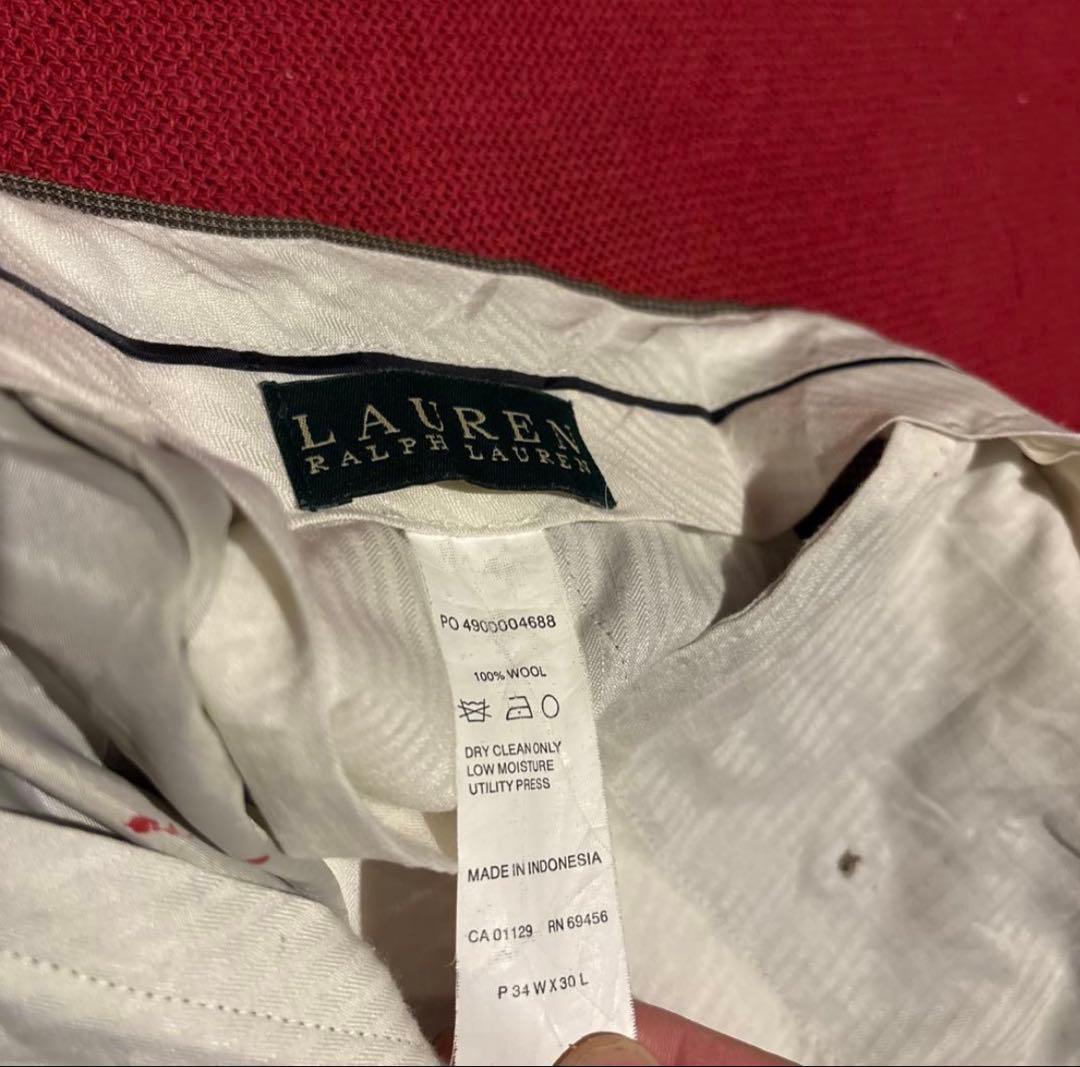 LAUREN
RALPH LAUREN
PO 4900004688
100% WOOL
DRY CLEAN ONLY
LOW MOISTURE
UTILITY PRESS
MADE IN INDONESIA
CA 01129 RN 69456
P 34 W X 30 L